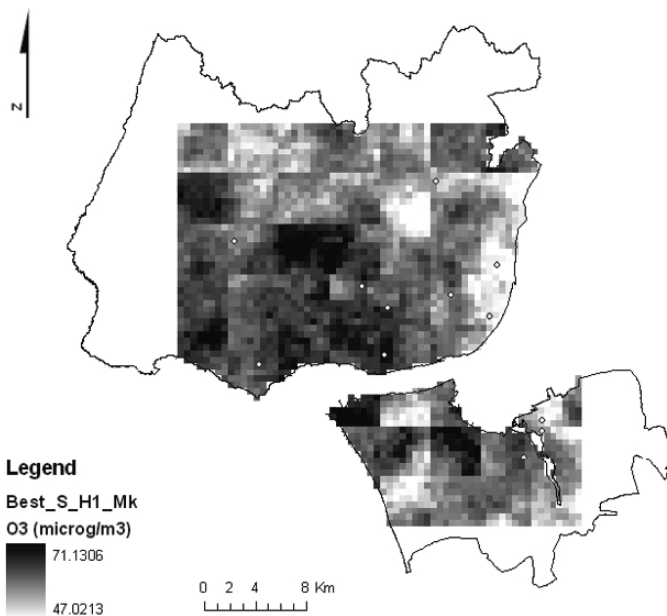 N
Legend
Best_S_H1_Mk
O3 (microg/m3)
71.1306
47.0213
0 2 4 8 Km